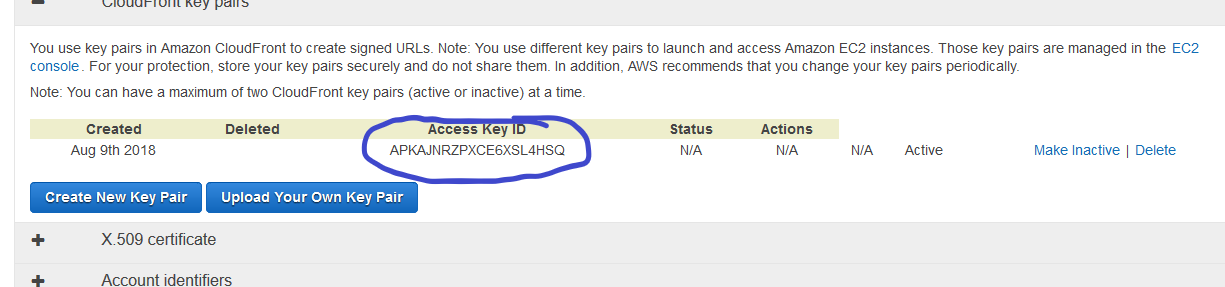 CloudFront key pairs
You use key pairs in Amazon CloudFront to create signed URLs. Note: You use different key pairs to launch and access Amazon EC2 instances. Those key pairs are managed in the EC2
console . For your protection, store your key pairs securely and do not share them. In addition, AWS recommends that you change your key pairs periodically.
Note: You can have a maximum of two CloudFront key pairs (active or inactive) at a time.
Created Deleted Access Key ID Status Actions
Aug 9th 2018 APKAJNRZPXCE6XSL4HSQ N/A N/A N/A Active Make Inactive | Delete
Create New Key Pair Upload Your Own Key Pair
X.509 certificate
Account identifiers